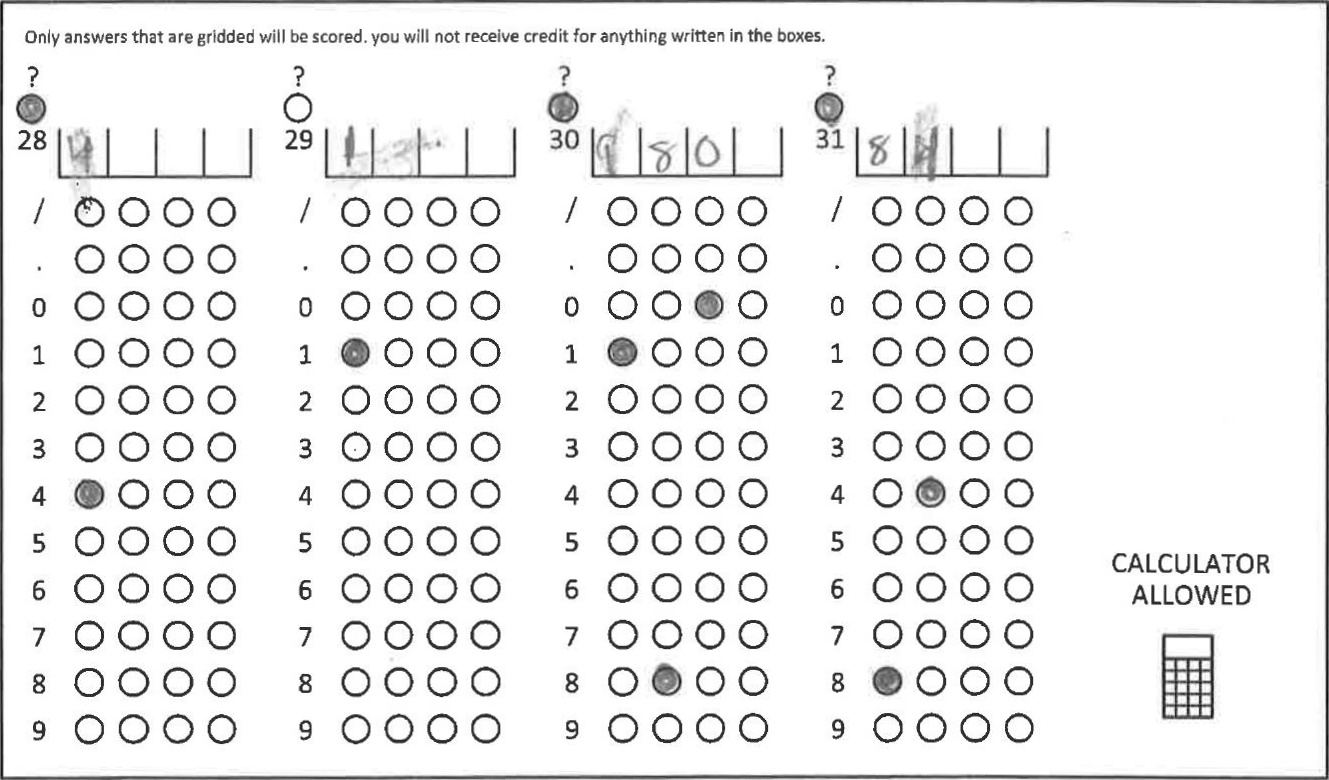 Only answers that are gridded will be scored. you will not receive credit for anything written in the boxes.
? ? ? ?
28 4 29 1 30 9 8 0 31 8 4
/ / / /
. . . .
0 0 0 0
1 1 1 1
2 2 2 2
3 3 3 3
4 4 4 4
5 5 5 5
6 6 6 6
7 7 7 7
8 8 8 8
9 9 9 9
CALCULATOR
ALLOWED